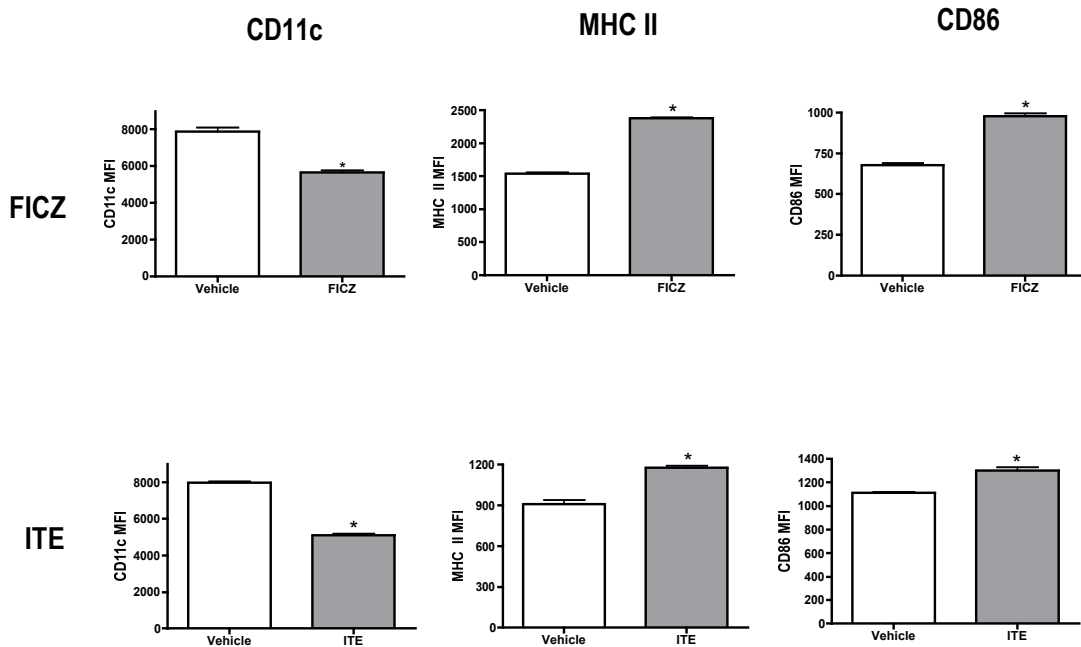 CD11c
MHC II
CD86
FICZ
CD11c MFI
8000
6000
4000
2000
0
Vehicle
FICZ
*
MHC II MFI
2500
2000
1500
1000
500
0
Vehicle
FICZ
*
CD86 MFI
1000
750
500
250
0
Vehicle
FICZ
*
ITE
CD11c MFI
8000
6000
4000
2000
0
Vehicle
ITE
*
MHC II MFI
1200
900
600
300
0
Vehicle
ITE
*
CD86 MFI
1400
1200
1000
800
600
400
200
0
Vehicle
ITE
*